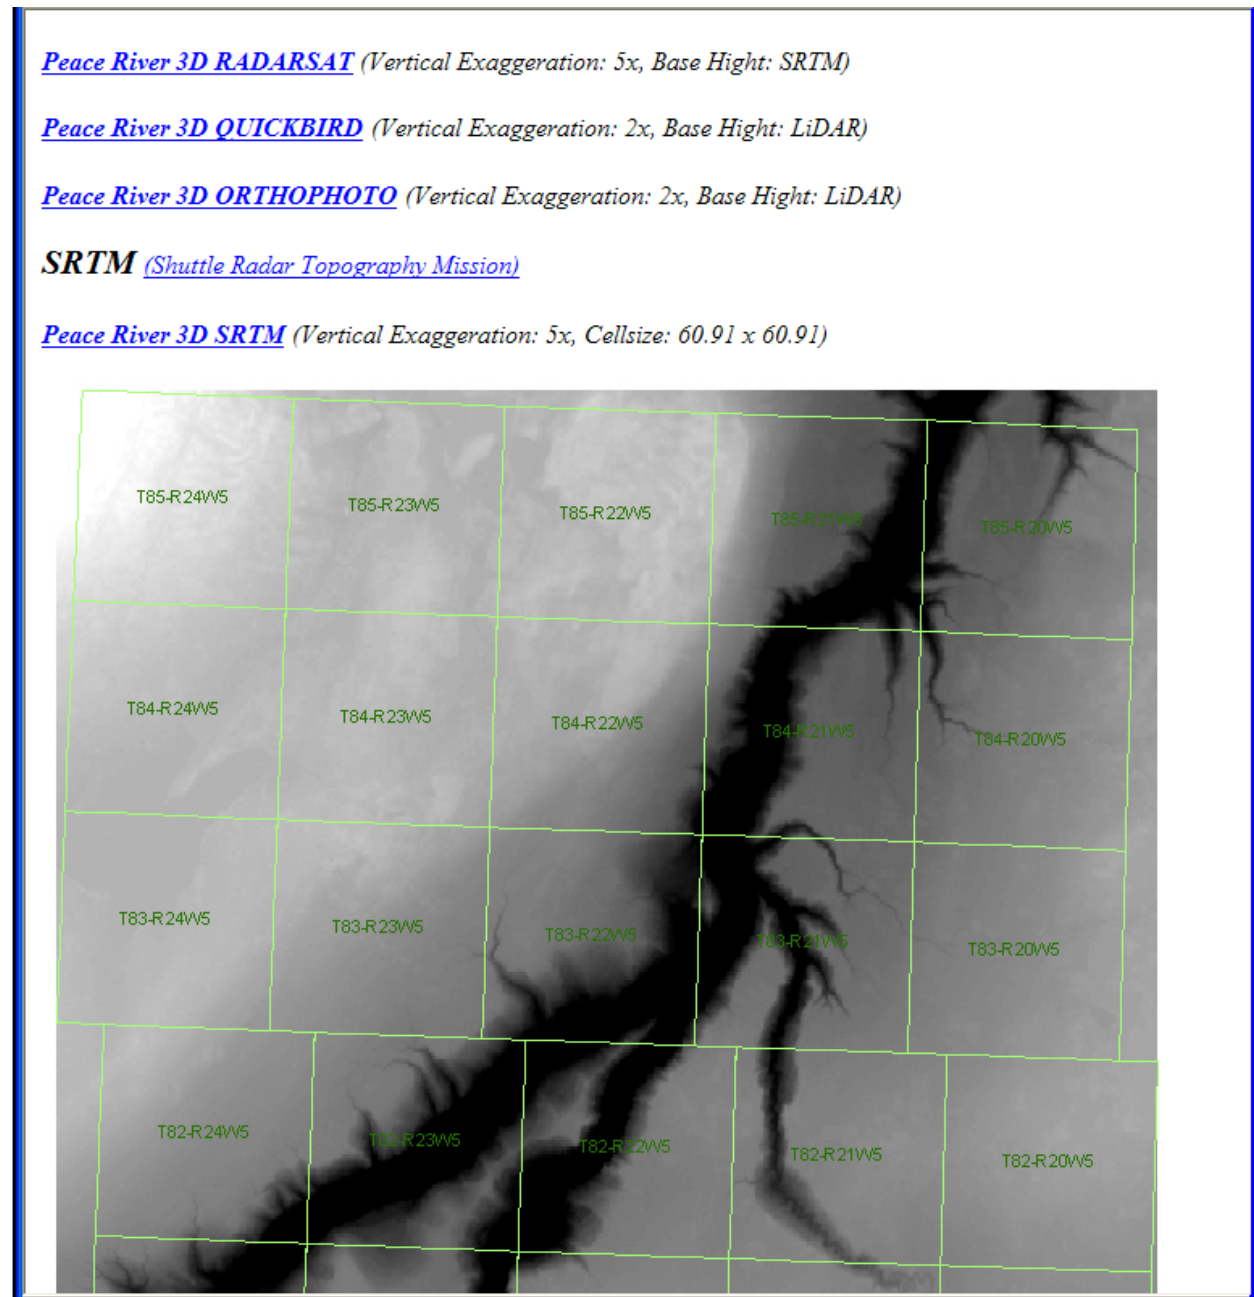 Peace River 3D RADARSAT (Vertical Exaggeration: 5x, Base Hight: SRTM)
Peace River 3D QUICKBIRD (Vertical Exaggeration: 2x, Base Hight: LiDAR)
Peace River 3D ORTHOPHOTO (Vertical Exaggeration: 2x, Base Hight: LiDAR)
SRTM (Shuttle Radar Topography Mission)
Peace River 3D SRTM (Vertical Exaggeration: 5x, Cellsize: 60.91 x 60.91)
T85-R24W5 T85-R23W5 T85-R22W5 T85-R21W5 T85-R20W5
T84-R24W5 T84-R23W5 T84-R22W5 T84-R21W5 T84-R20W5
T83-R24W5 T83-R23W5 T83-R22W5 T83-R21W5 T83-R20W5
T82-R24W5 T82-R23W5 T82-R22W5 T82-R21W5 T82-R20W5